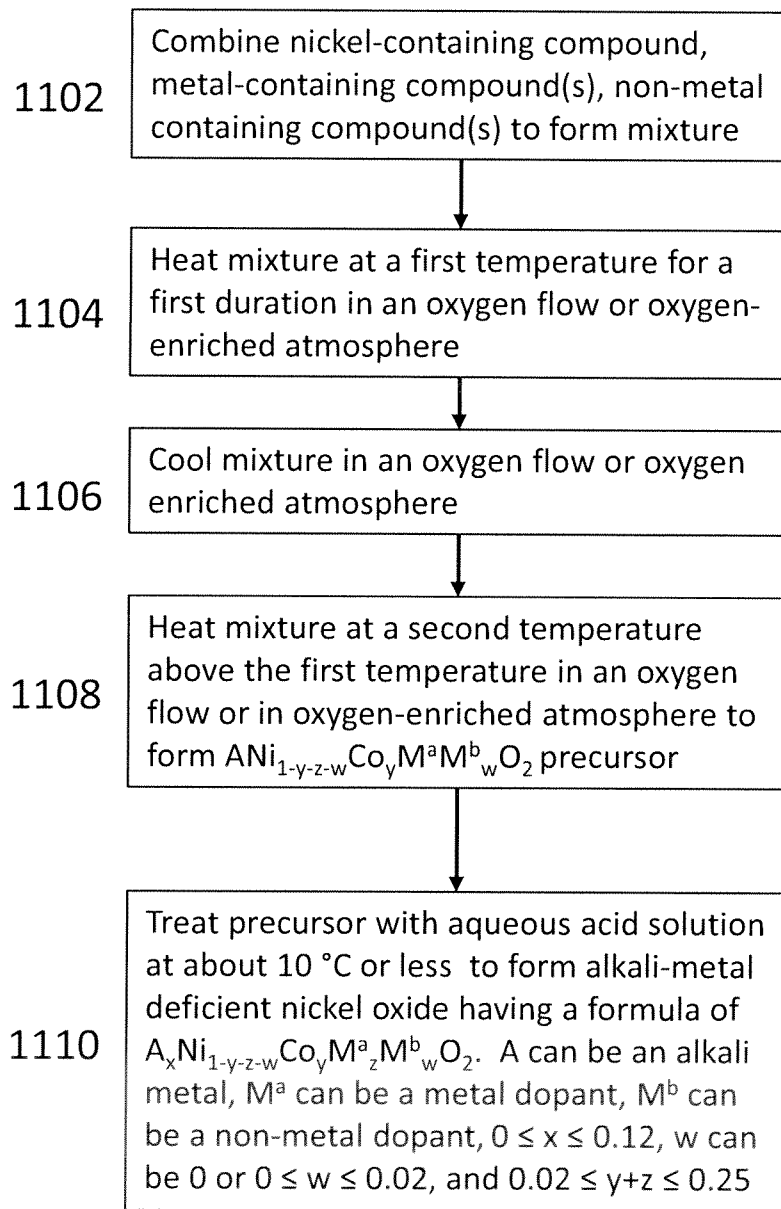 1102
Combine nickel-containing compound,
metal-containing compound(s), non-metal
containing compound(s) to form mixture
1104
Heat mixture at a first temperature for a
first duration in an oxygen flow or oxygen-
enriched atmosphere
1106
Cool mixture in an oxygen flow or oxygen
enriched atmosphere
1108
Heat mixture at a second temperature
above the first temperature in an oxygen
flow or in oxygen-enriched atmosphere to
form ANi₁₋y₋z₋wCoyMᵃMᵇwO₂ precursor
1110
Treat precursor with aqueous acid solution
at about 10 °C or less to form alkali-metal
deficient nickel oxide having a formula of
AₓNi₁₋y₋z₋wCoyMᵃzMᵇwO₂. A can be an alkali
metal, Mᵃ can be a metal dopant, Mᵇ can
be a non-metal dopant, 0 ≤ x ≤ 0.12, w can
be 0 or 0 ≤ w ≤ 0.02, and 0.02 ≤ y+z ≤ 0.25